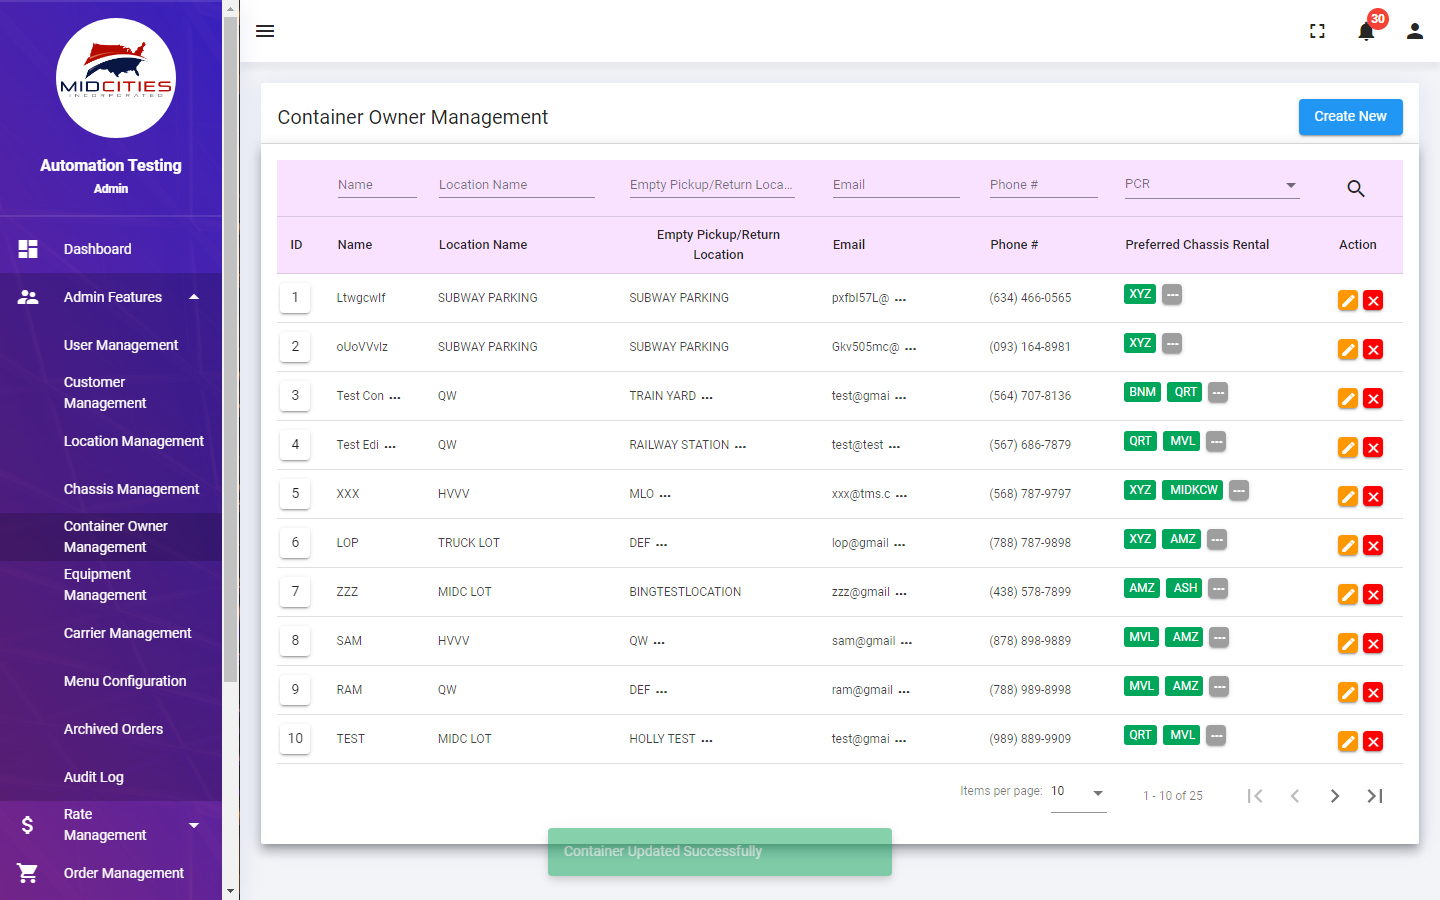 MIDCITIES
INCORPORATED
Automation Testing
Admin
Dashboard
Admin Features
User Management
Customer
Management
Location Management
Chassis Management
Container Owner
Management
Equipment
Management
Carrier Management
Menu Configuration
Archived Orders
Audit Log
Rate
Management
Order Management
30
Container Owner Management
Create New
Name Location Name Empty Pickup/Return Loca... Email Phone # PCR
ID Name Location Name Empty Pickup/Return Location Email Phone # Preferred Chassis Rental Action
1 Ltwgcwlf SUBWAY PARKING SUBWAY PARKING pxfbI57L@ ... (634) 466-0565 XYZ ---
2 oUoVVvIz SUBWAY PARKING SUBWAY PARKING Gkv505mc@ ... (093) 164-8981 XYZ ---
3 Test Con ... QW TRAIN YARD ... test@gmai ... (564) 707-8136 BNM QRT ---
4 Test Edi ... QW RAILWAY STATION ... test@test ... (567) 686-7879 QRT MVL ---
5 XXX HVVV MLO ... xxx@tms.c ... (568) 787-9797 XYZ MIDKCW ---
6 LOP TRUCK LOT DEF ... lop@gmail ... (788) 787-9898 XYZ AMZ ---
7 ZZZ MIDC LOT BINGTESTLOCATION zzz@gmail ... (438) 578-7899 AMZ ASH ---
8 SAM HVVV QW ... sam@gmail ... (878) 898-9889 MVL AMZ ---
9 RAM QW DEF ... ram@gmail ... (788) 989-8998 MVL AMZ ---
10 TEST MIDC LOT HOLLY TEST ... test@gmai ... (989) 889-9909 QRT MVL ---
Items per page: 10 1 - 10 of 25
Container Updated Successfully